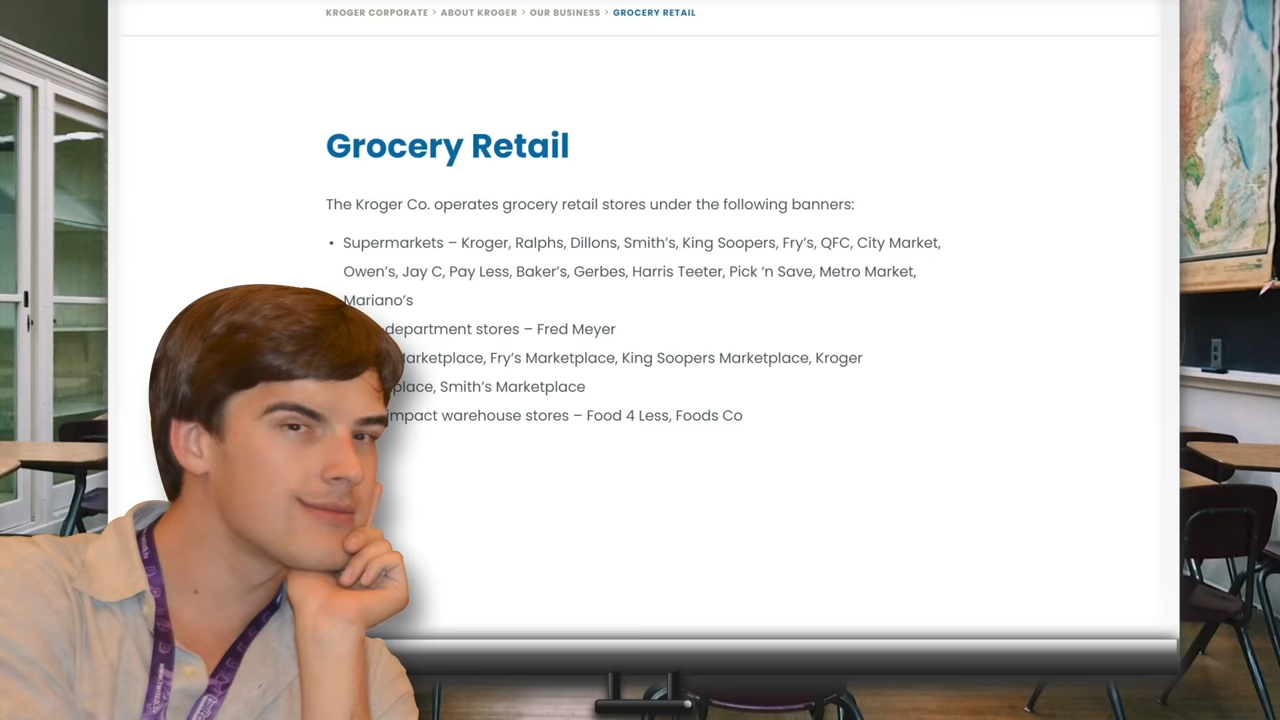 KROGER CORPORATE > ABOUT KROGER > OUR BUSINESS > GROCERY RETAIL
Grocery Retail
The Kroger Co. operates grocery retail stores under the following banners:
• Supermarkets – Kroger, Ralphs, Dillons, Smith's, King Soopers, Fry's, QFC, City Market,
Owen's, Jay C, Pay Less, Baker's, Gerbes, Harris Teeter, Pick 'n Save, Metro Market,
Mariano's
department stores – Fred Meyer
Marketplace, Fry's Marketplace, King Soopers Marketplace, Kroger
place, Smith's Marketplace
impact warehouse stores – Food 4 Less, Foods Co